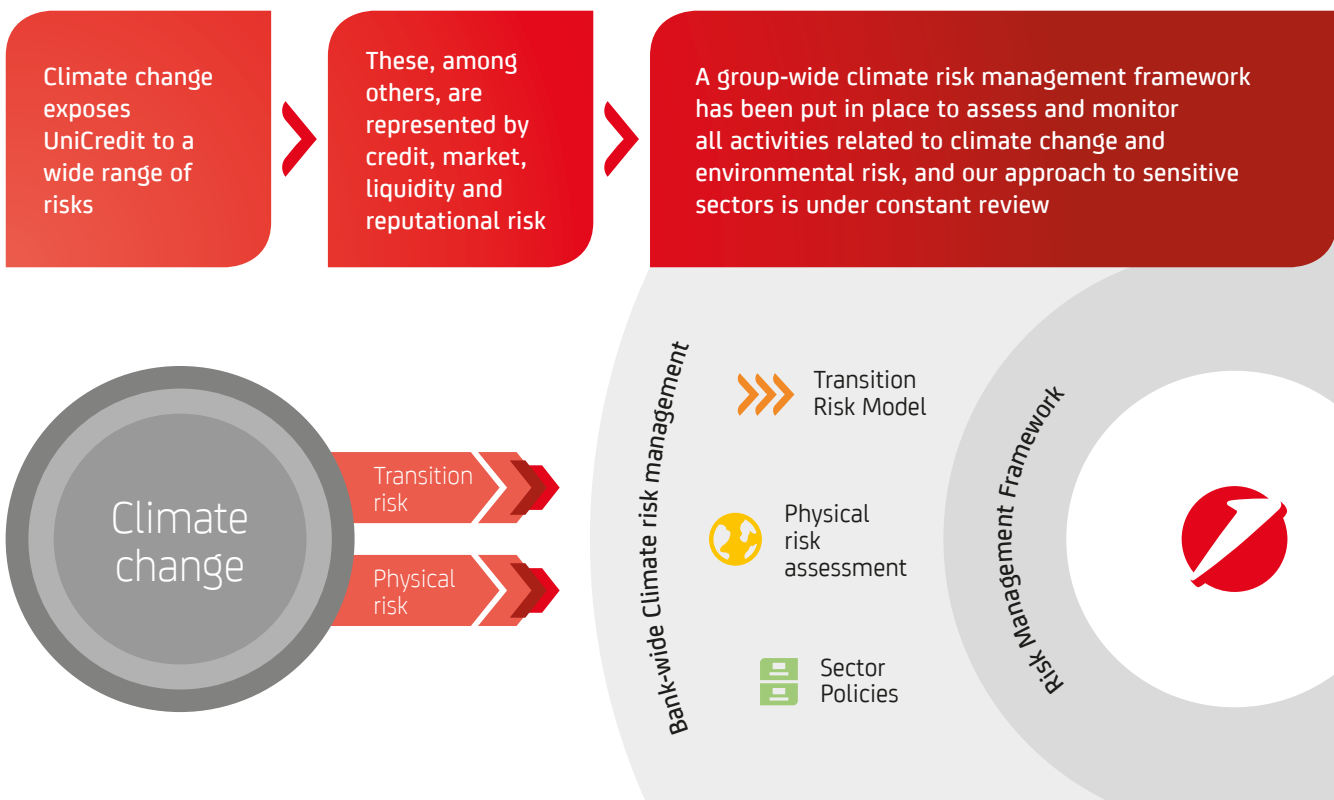 Climate change
exposes
UniCredit to a
wide range of
risks
These, among
others, are
represented by
credit, market,
liquidity and
reputational risk
A group-wide climate risk management framework
has been put in place to assess and monitor
all activities related to climate change and
environmental risk, and our approach to sensitive
sectors is under constant review
Climate
change
Transition
risk
Physical
risk
Bank-wide Climate risk management
Transition
Risk Model
Physical
risk
assessment
Sector
Policies
Risk Management Framework